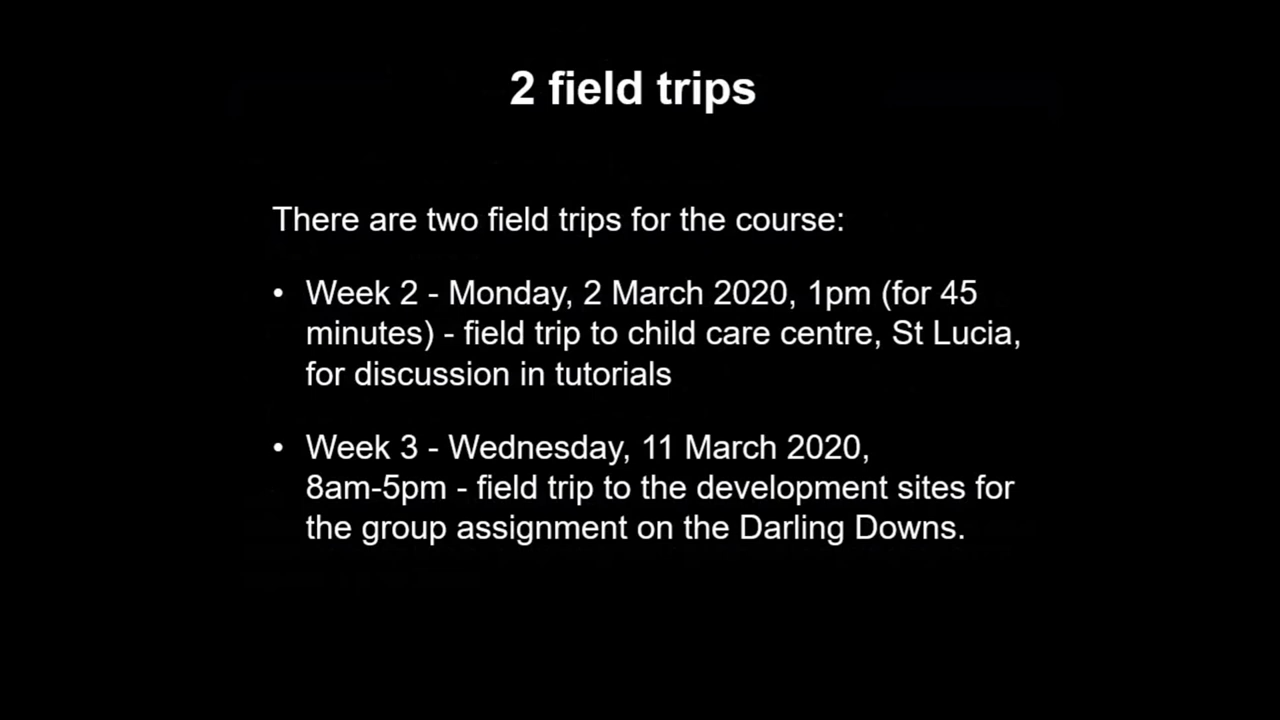 2 field trips
There are two field trips for the course:
• Week 2 - Monday, 2 March 2020, 1pm (for 45
minutes) - field trip to child care centre, St Lucia,
for discussion in tutorials
• Week 3 - Wednesday, 11 March 2020,
8am-5pm - field trip to the development sites for
the group assignment on the Darling Downs.